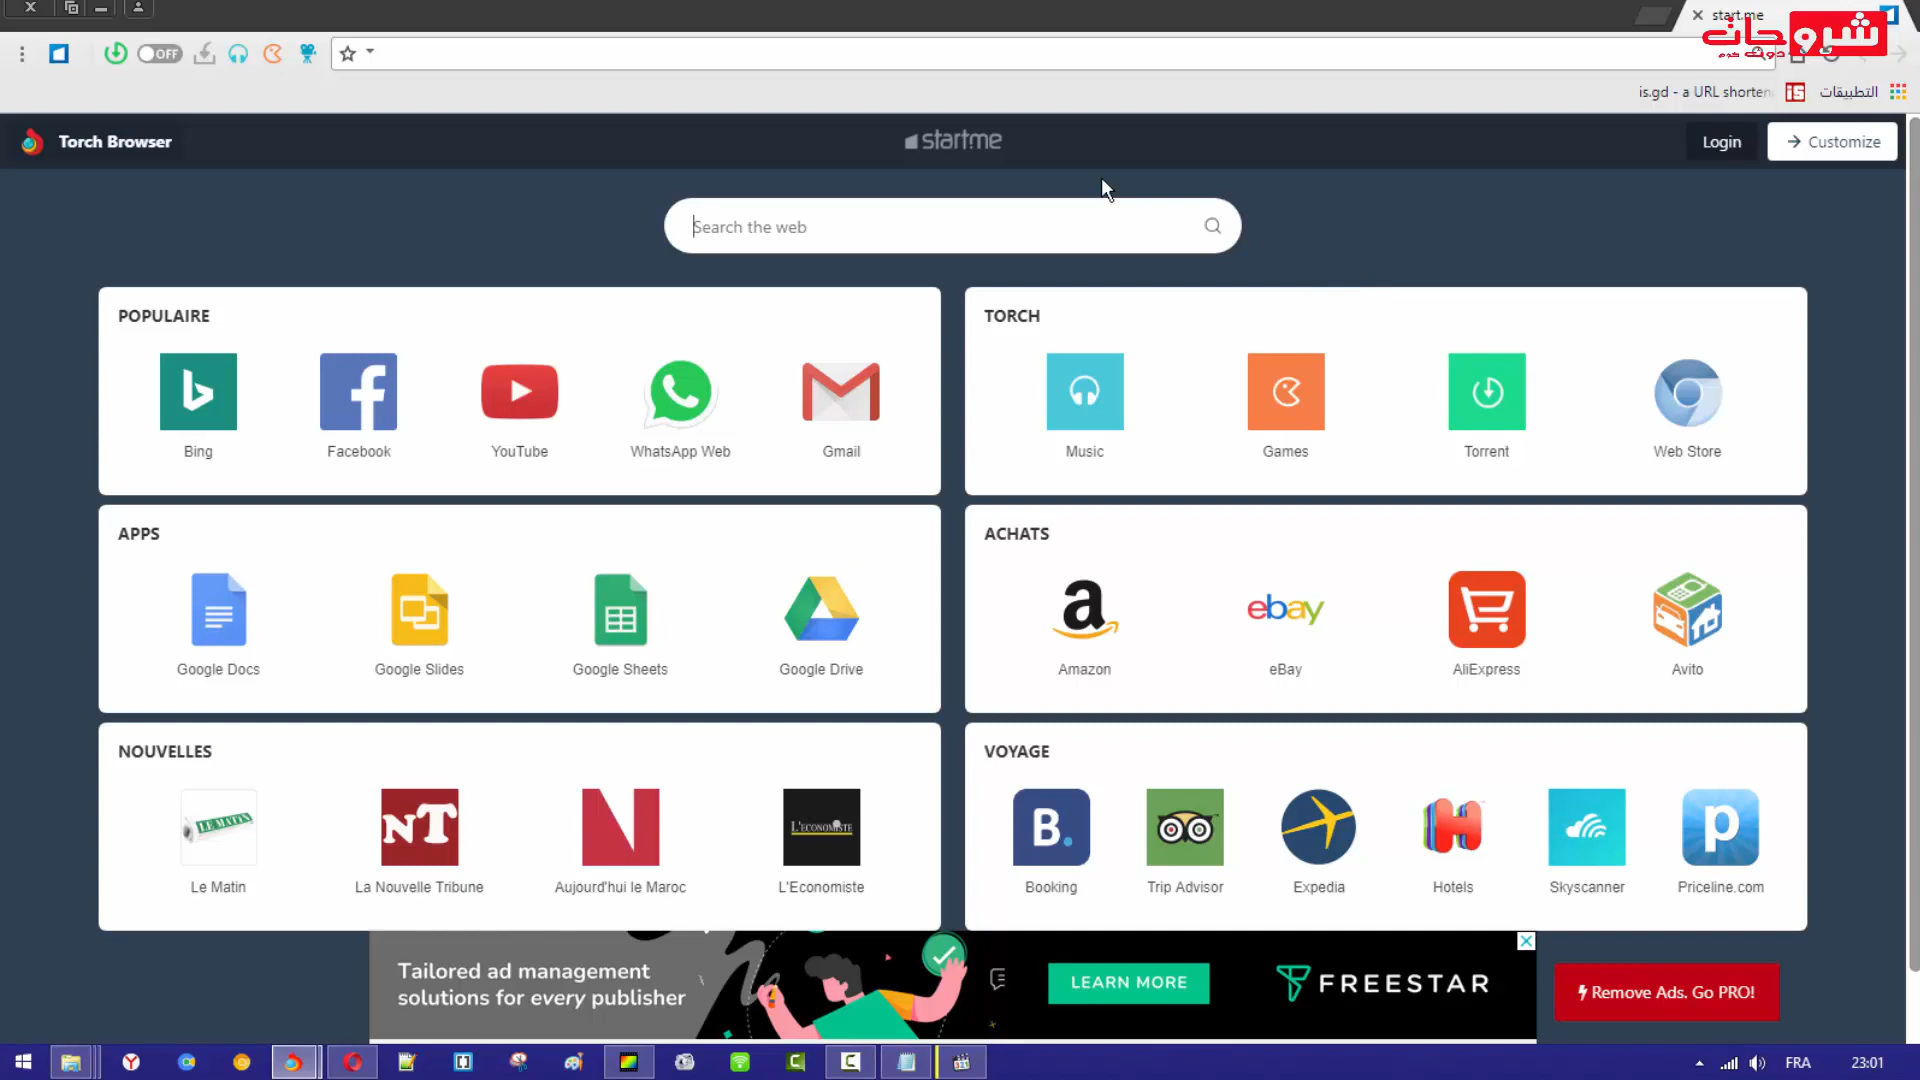 start.me
شروحات
OFF
is.gd - a URL shorten
التطبيقات
Torch Browser
start.me
Login
Customize
Search the web
POPULAIRE
Bing
Facebook
YouTube
WhatsApp Web
Gmail
TORCH
Music
Games
Torrent
Web Store
APPS
Google Docs
Google Slides
Google Sheets
Google Drive
ACHATS
Amazon
eBay
AliExpress
Avito
NOUVELLES
Le Matin
La Nouvelle Tribune
Aujourd'hui le Maroc
L'Economiste
VOYAGE
Booking
Trip Advisor
Expedia
Hotels
Skyscanner
Priceline.com
Tailored ad management
solutions for every publisher
LEARN MORE
FREESTAR
Remove Ads. Go PRO!
FRA
23:01